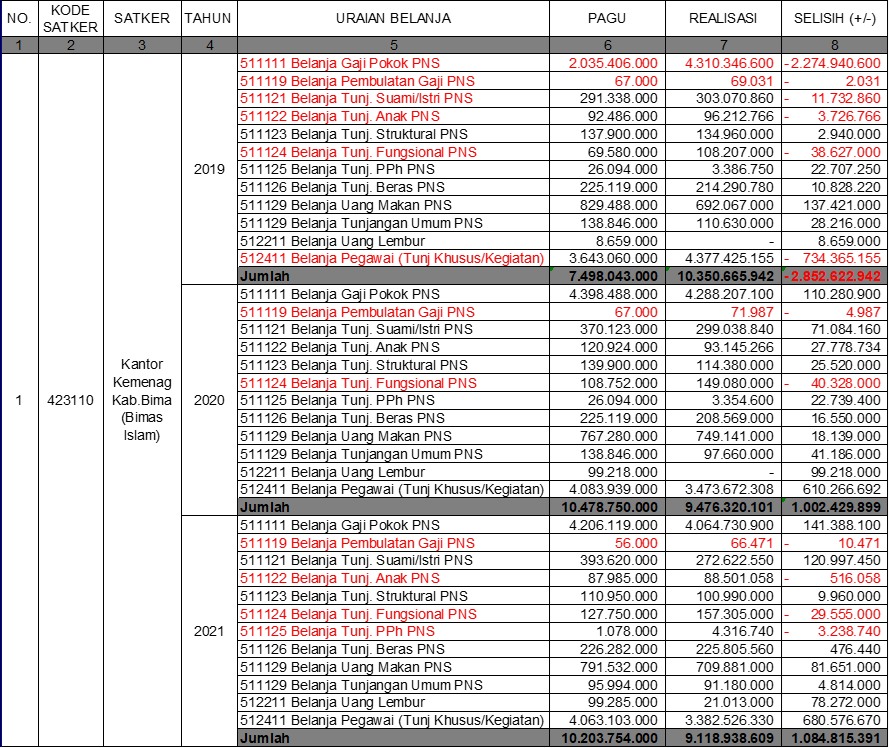 NO. KODE SATKER SATKER TAHUN URAIAN BELANJA PAGU REALISASI SELISIH (+/-)
1 2 3 4 5 6 7 8
1 423110 Kantor Kemenag Kab.Bima (Bimas Islam)
2019
511111 Belanja Gaji Pokok PNS 2.035.406.000 4.310.346.600 -2.274.940.600
511119 Belanja Pembulatan Gaji PNS 67.000 69.031 - 2.031
511121 Belanja Tunj. Suami/Istri PNS 291.338.000 303.070.860 - 11.732.860
511122 Belanja Tunj. Anak PNS 92.486.000 96.212.766 - 3.726.766
511123 Belanja Tunj. Struktural PNS 137.900.000 134.960.000 2.940.000
511124 Belanja Tunj. Fungsional PNS 69.580.000 108.207.000 - 38.627.000
511125 Belanja Tunj. PPh PNS 26.094.000 3.386.750 22.707.250
511126 Belanja Tunj. Beras PNS 225.119.000 214.290.780 10.828.220
511129 Belanja Uang Makan PNS 829.488.000 692.067.000 137.421.000
511129 Belanja Tunjangan Umum PNS 138.846.000 110.630.000 28.216.000
512211 Belanja Uang Lembur 8.659.000 - 8.659.000
512411 Belanja Pegawai (Tunj Khusus/Kegiatan) 3.643.060.000 4.377.425.155 - 734.365.155
Jumlah 7.498.043.000 10.350.665.942 -2.852.622.942
2020
511111 Belanja Gaji Pokok PNS 4.398.488.000 4.288.207.100 110.280.900
511119 Belanja Pembulatan Gaji PNS 67.000 71.987 - 4.987
511121 Belanja Tunj. Suami/Istri PNS 370.123.000 299.038.840 71.084.160
511122 Belanja Tunj. Anak PNS 120.924.000 93.145.266 27.778.734
511123 Belanja Tunj. Struktural PNS 139.900.000 114.380.000 25.520.000
511124 Belanja Tunj. Fungsional PNS 108.752.000 149.080.000 - 40.328.000
511125 Belanja Tunj. PPh PNS 26.094.000 3.354.600 22.739.400
511126 Belanja Tunj. Beras PNS 225.119.000 208.569.000 16.550.000
511129 Belanja Uang Makan PNS 767.280.000 749.141.000 18.139.000
511129 Belanja Tunjangan Umum PNS 138.846.000 97.660.000 41.186.000
512211 Belanja Uang Lembur 99.218.000 - 99.218.000
512411 Belanja Pegawai (Tunj Khusus/Kegiatan) 4.083.939.000 3.473.672.308 610.266.692
Jumlah 10.478.750.000 9.476.320.101 1.002.429.899
2021
511111 Belanja Gaji Pokok PNS 4.206.119.000 4.064.730.900 141.388.100
511119 Belanja Pembulatan Gaji PNS 56.000 66.471 - 10.471
511121 Belanja Tunj. Suami/Istri PNS 393.620.000 272.622.550 120.997.450
511122 Belanja Tunj. Anak PNS 87.985.000 88.501.058 - 516.058
511123 Belanja Tunj. Struktural PNS 110.950.000 100.990.000 9.960.000
511124 Belanja Tunj. Fungsional PNS 127.750.000 157.305.000 - 29.555.000
511125 Belanja Tunj. PPh PNS 1.078.000 4.316.740 - 3.238.740
511126 Belanja Tunj. Beras PNS 226.282.000 225.805.560 476.440
511129 Belanja Uang Makan PNS 791.532.000 709.881.000 81.651.000
511129 Belanja Tunjangan Umum PNS 95.994.000 91.180.000 4.814.000
512211 Belanja Uang Lembur 99.285.000 21.013.000 78.272.000
512411 Belanja Pegawai (Tunj Khusus/Kegiatan) 4.063.103.000 3.382.526.330 680.576.670
Jumlah 10.203.754.000 9.118.938.609 1.084.815.391